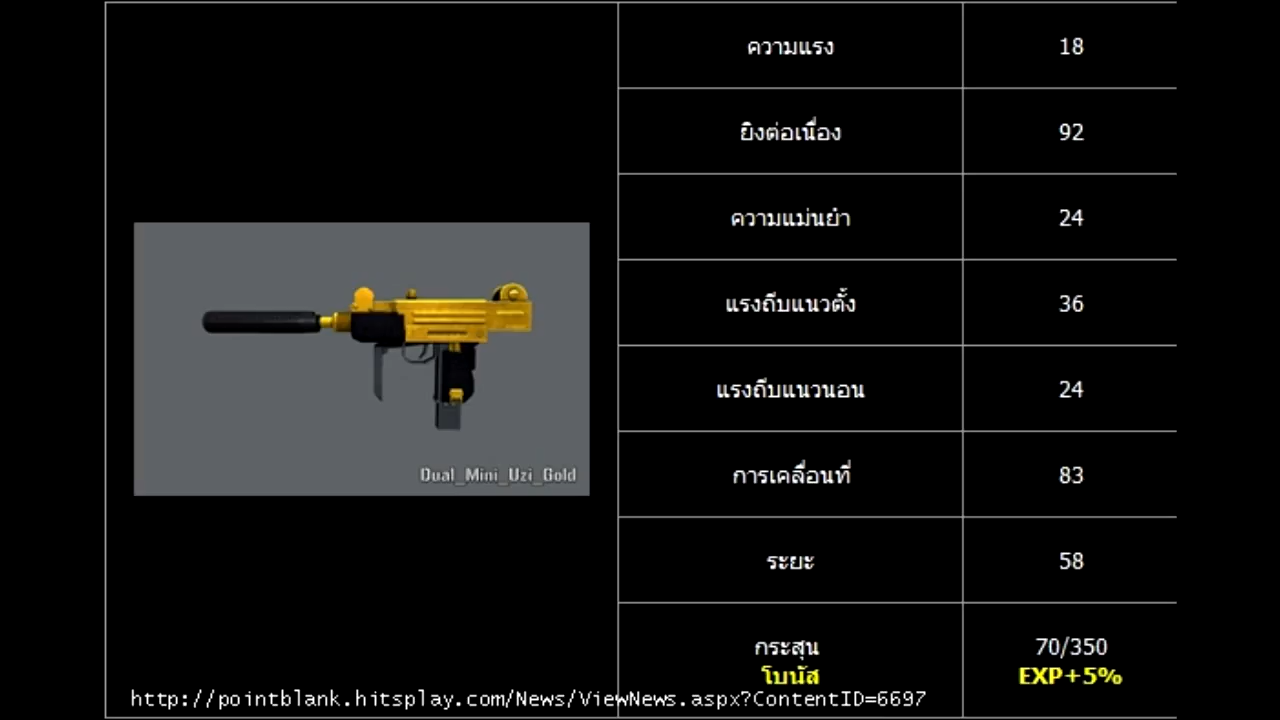 ความแรง 18
ยิงต่อเนื่อง 92
ความแม่นยำ 24
แรงถีบแนวตั้ง 36
แรงถีบแนวนอน 24
การเคลื่อนที่ 83
ระยะ 58
กระสุน 70/350
โบนัส EXP+5%
Dual_Mini_Uzi_Gold
http://pointblank.hitsplay.com/News/ViewNews.aspx?ContentID=6697